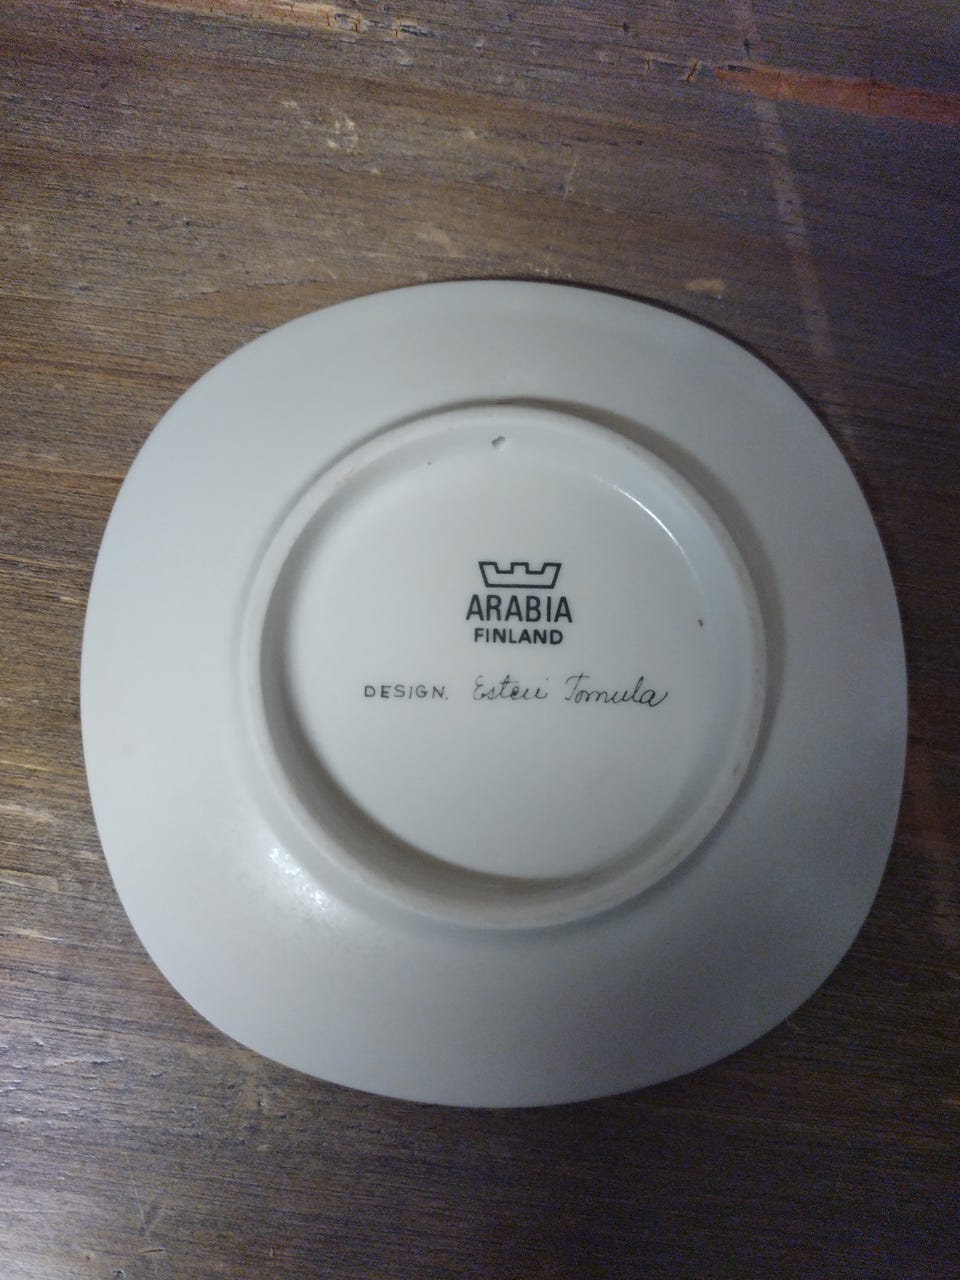 ARABIA
FINLAND
DESIGN. Esteri Tomula